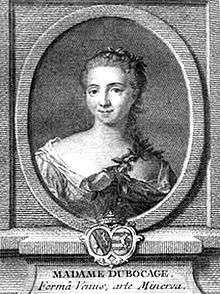 MADAME DUBOCAGE.
Formâ Venus, arte Minerva.